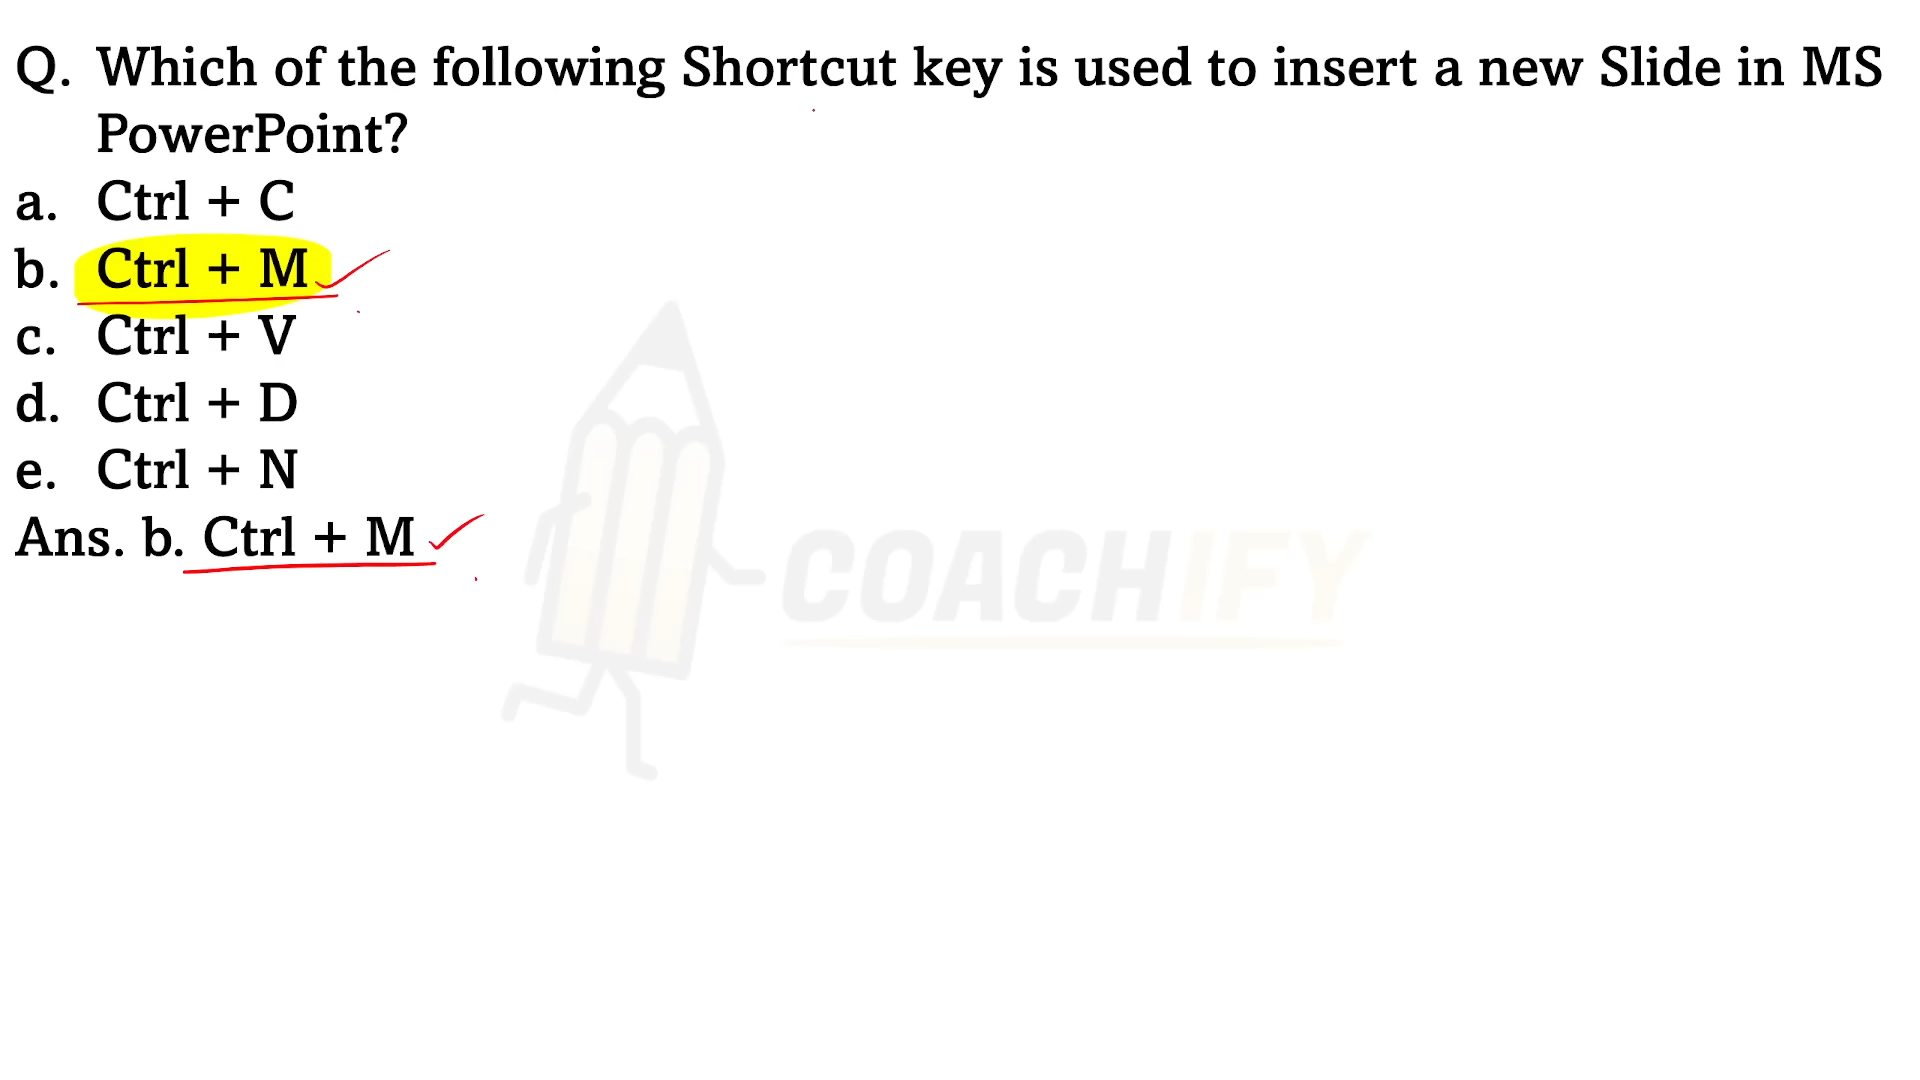 Q. Which of the following Shortcut key is used to insert a new Slide in MS
PowerPoint?
a. Ctrl + C
b. Ctrl + M
c. Ctrl + V
d. Ctrl + D
e. Ctrl + N
Ans. b. Ctrl + M
COACHIFY